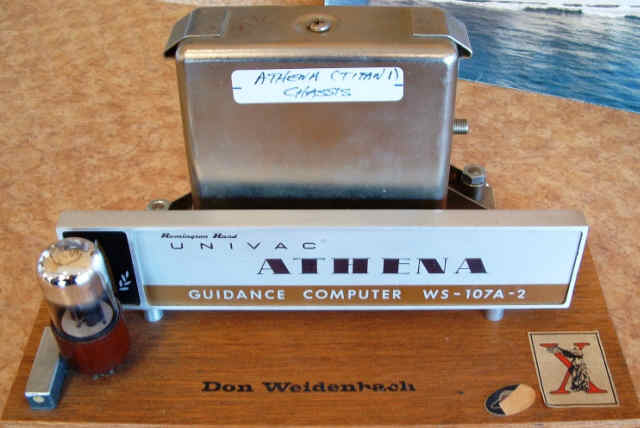 ATHENA (TITAN I)
CHASSIS
Remington Rand
UNIVAC
ATHENA
GUIDANCE COMPUTER WS-107A-2
Don Weidenbach
X